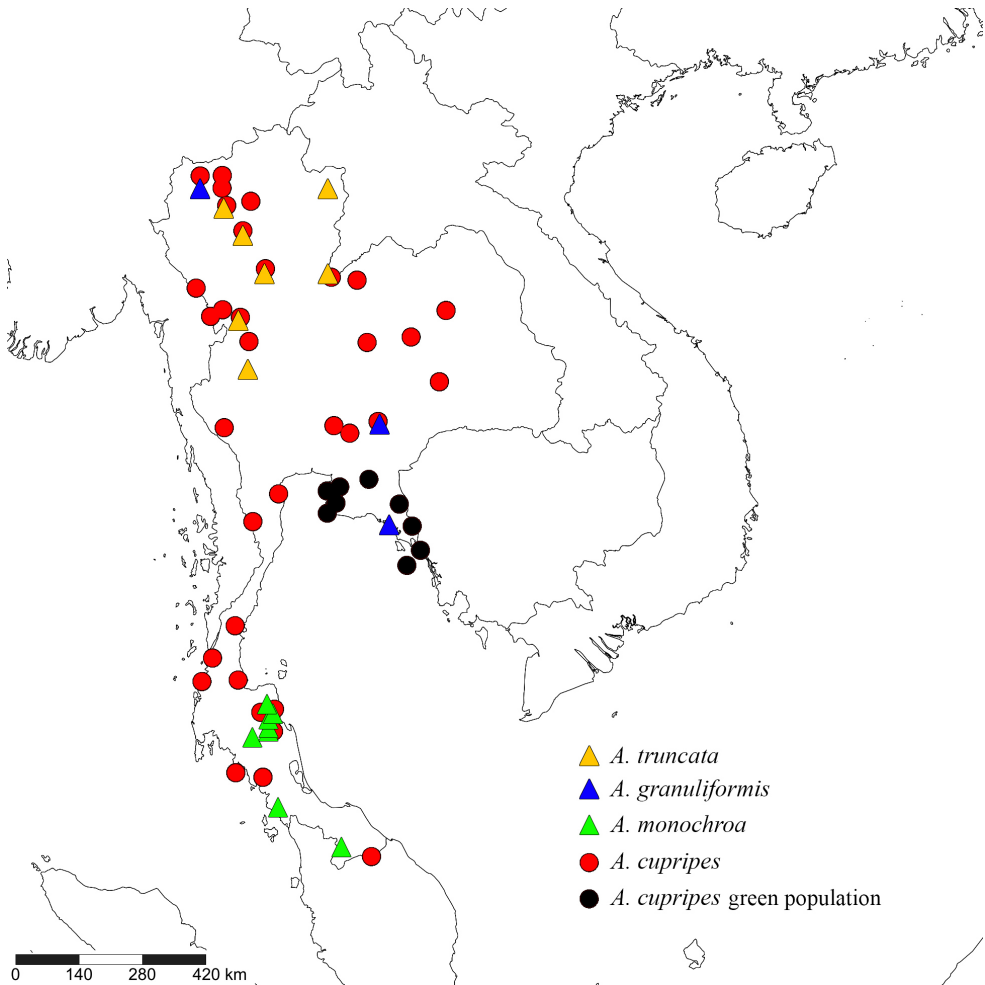 A. truncata
A. granuliformis
A. monochroa
A. cupripes
A. cupripes green population
0 140 280 420 km